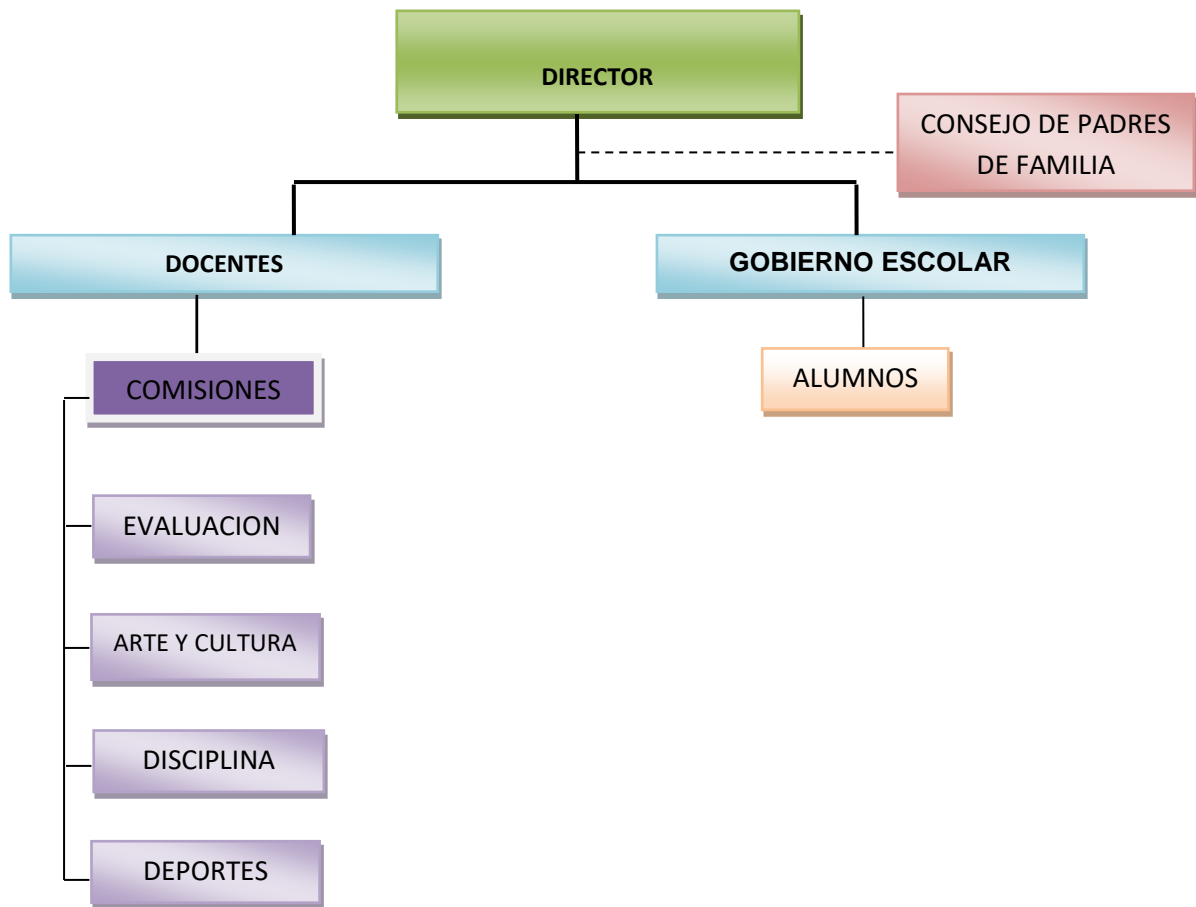 DIRECTOR
CONSEJO DE PADRES
DE FAMILIA
DOCENTES
GOBIERNO ESCOLAR
COMISIONES
ALUMNOS
EVALUACION
ARTE Y CULTURA
DISCIPLINA
DEPORTES